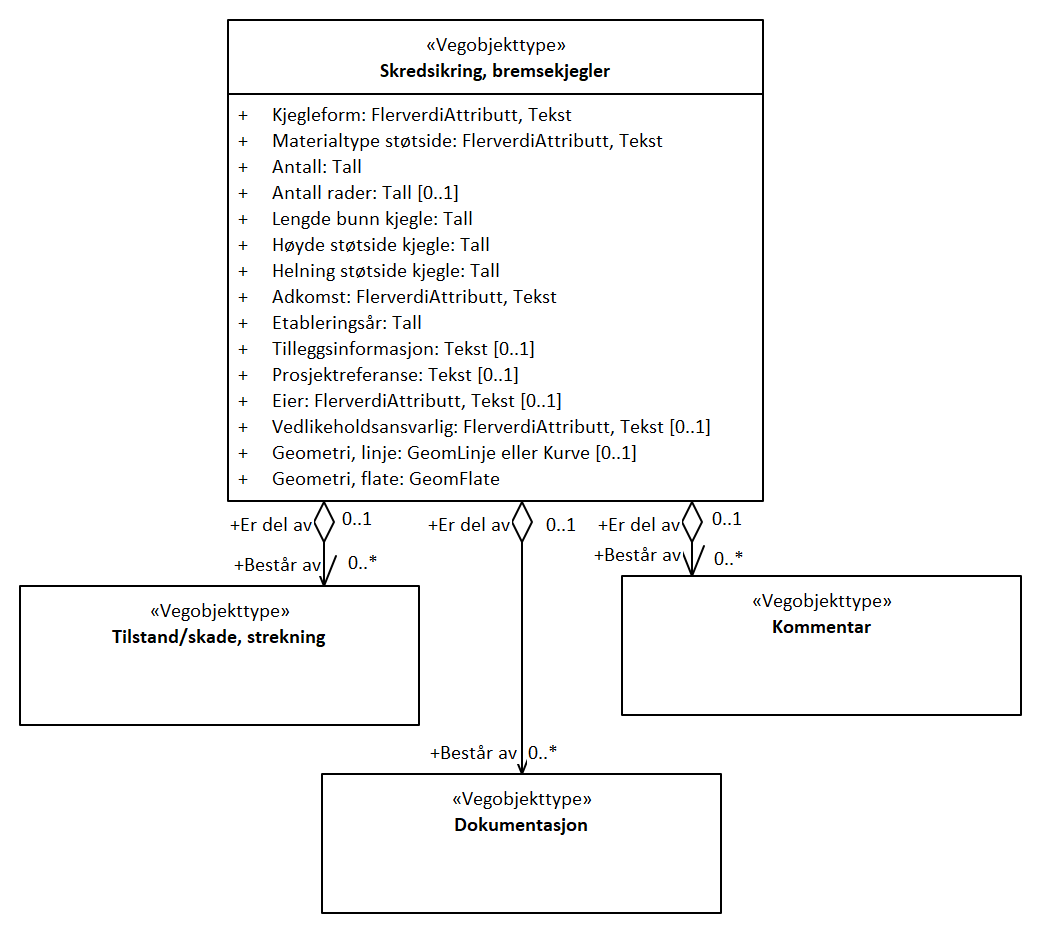 «Vegobjekttype»
Skredsikring, bremsekjegler
+ Kjegleform: FlerverdiAttributt, Tekst
+ Materialtype støtside: FlerverdiAttributt, Tekst
+ Antall: Tall
+ Antall rader: Tall [0..1]
+ Lengde bunn kjegle: Tall
+ Høyde støtside kjegle: Tall
+ Helning støtside kjegle: Tall
+ Adkomst: FlerverdiAttributt, Tekst
+ Etableringsår: Tall
+ Tilleggsinformasjon: Tekst [0..1]
+ Prosjektreferanse: Tekst [0..1]
+ Eier: FlerverdiAttributt, Tekst [0..1]
+ Vedlikeholdsansvarlig: FlerverdiAttributt, Tekst [0..1]
+ Geometri, linje: GeomLinje eller Kurve [0..1]
+ Geometri, flate: GeomFlate
+Er del av 0..1 +Er del av 0..1 +Er del av 0..1
+Består av 0..* +Består av 0..*
«Vegobjekttype»
Tilstand/skade, strekning
«Vegobjekttype»
Kommentar
+Består av 0..*
«Vegobjekttype»
Dokumentasjon